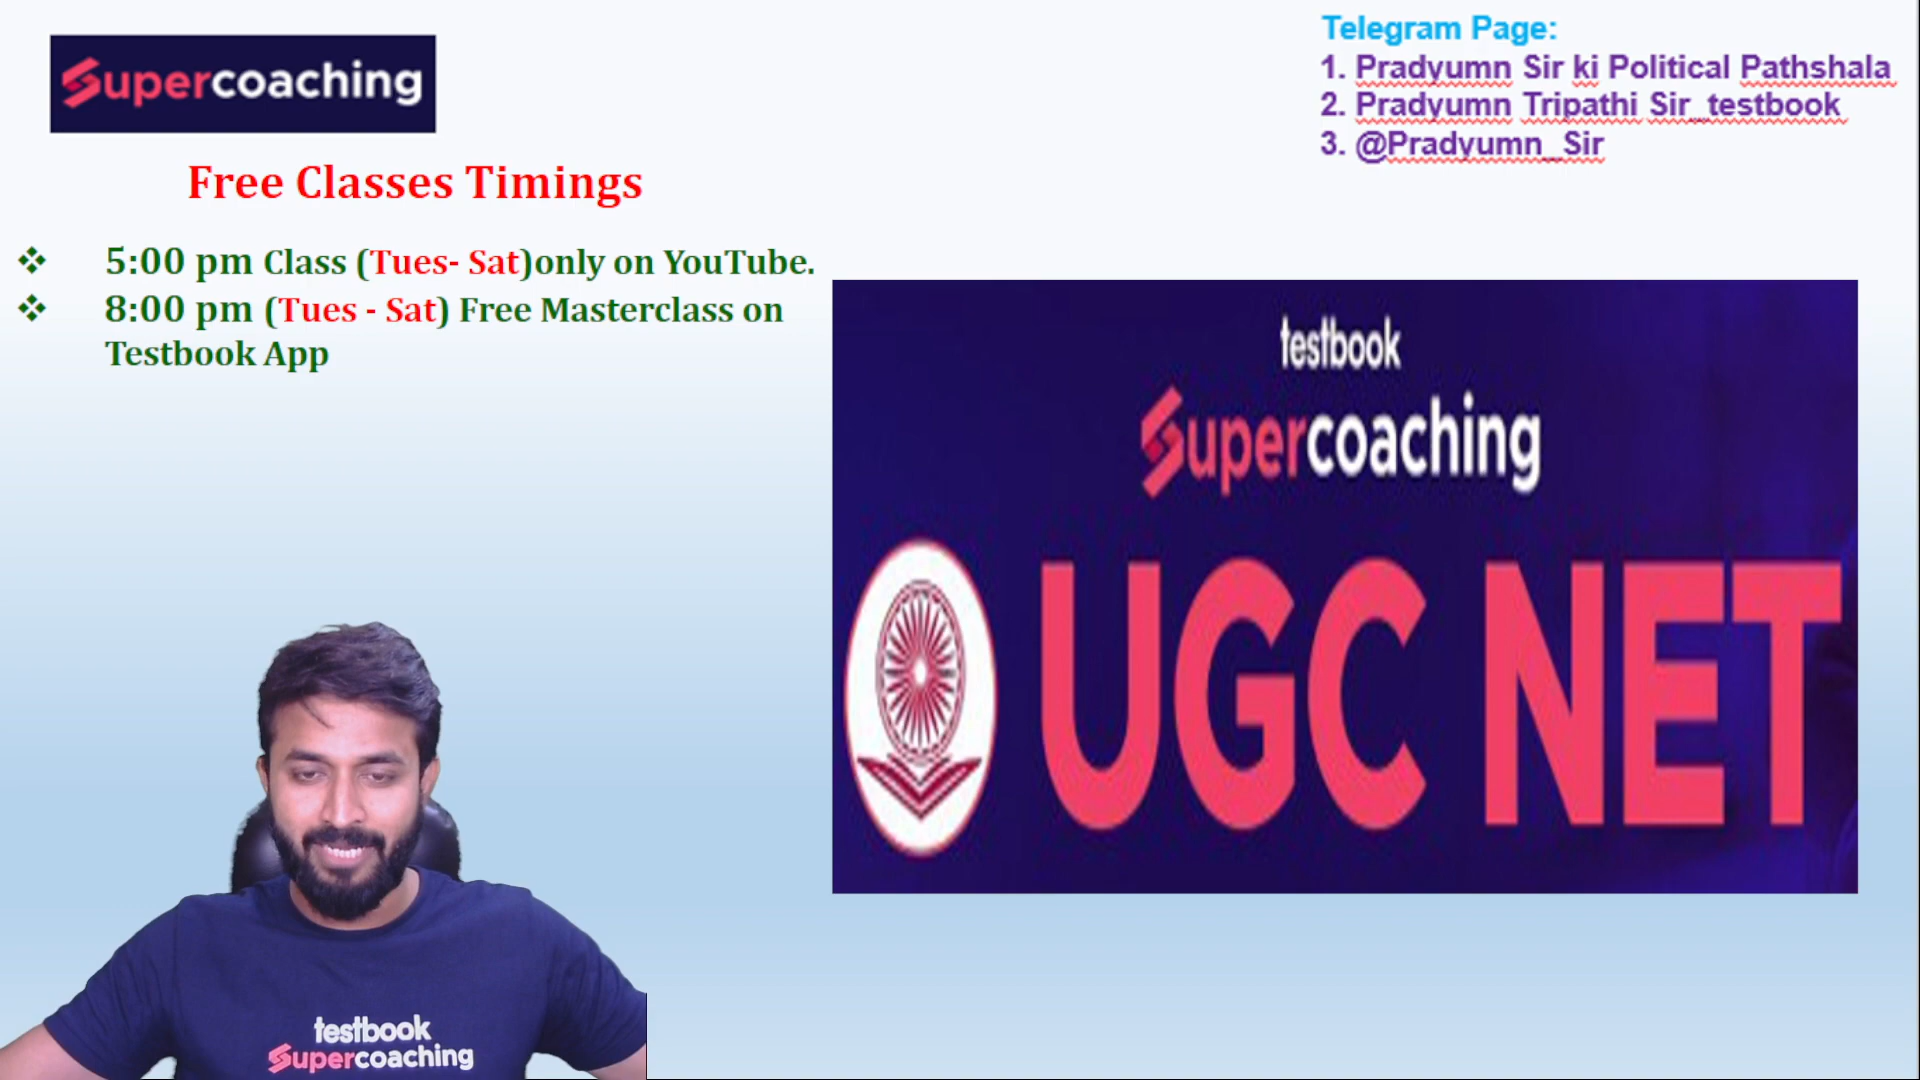 Supercoaching
Telegram Page:
1. Pradyumn Sir ki Political Pathshala
2. Pradyumn Tripathi Sir_testbook
3. @Pradyumn_Sir
Free Classes Timings
❖ 5:00 pm Class (Tues- Sat)only on YouTube.
❖ 8:00 pm (Tues - Sat) Free Masterclass on
Testbook App
testbook
Supercoaching
UGC NET
testbook
Supercoaching